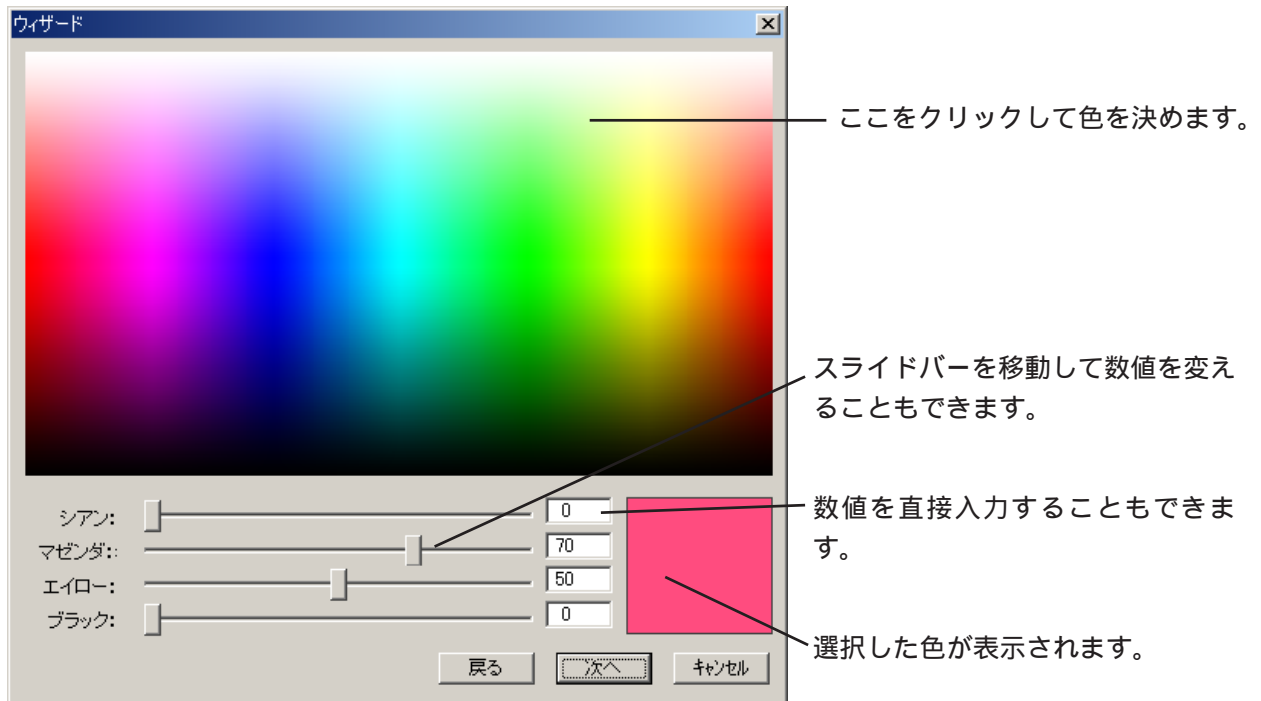 ウィザード
ここをクリックして色を決めます。
スライドバーを移動して数値を変え
ることもできます。
シアン: 0
マゼンダ:: 70
エイロー: 50
ブラック: 0
数値を直接入力することもできま
す。
選択した色が表示されます。
戻る 次へ キャンセル